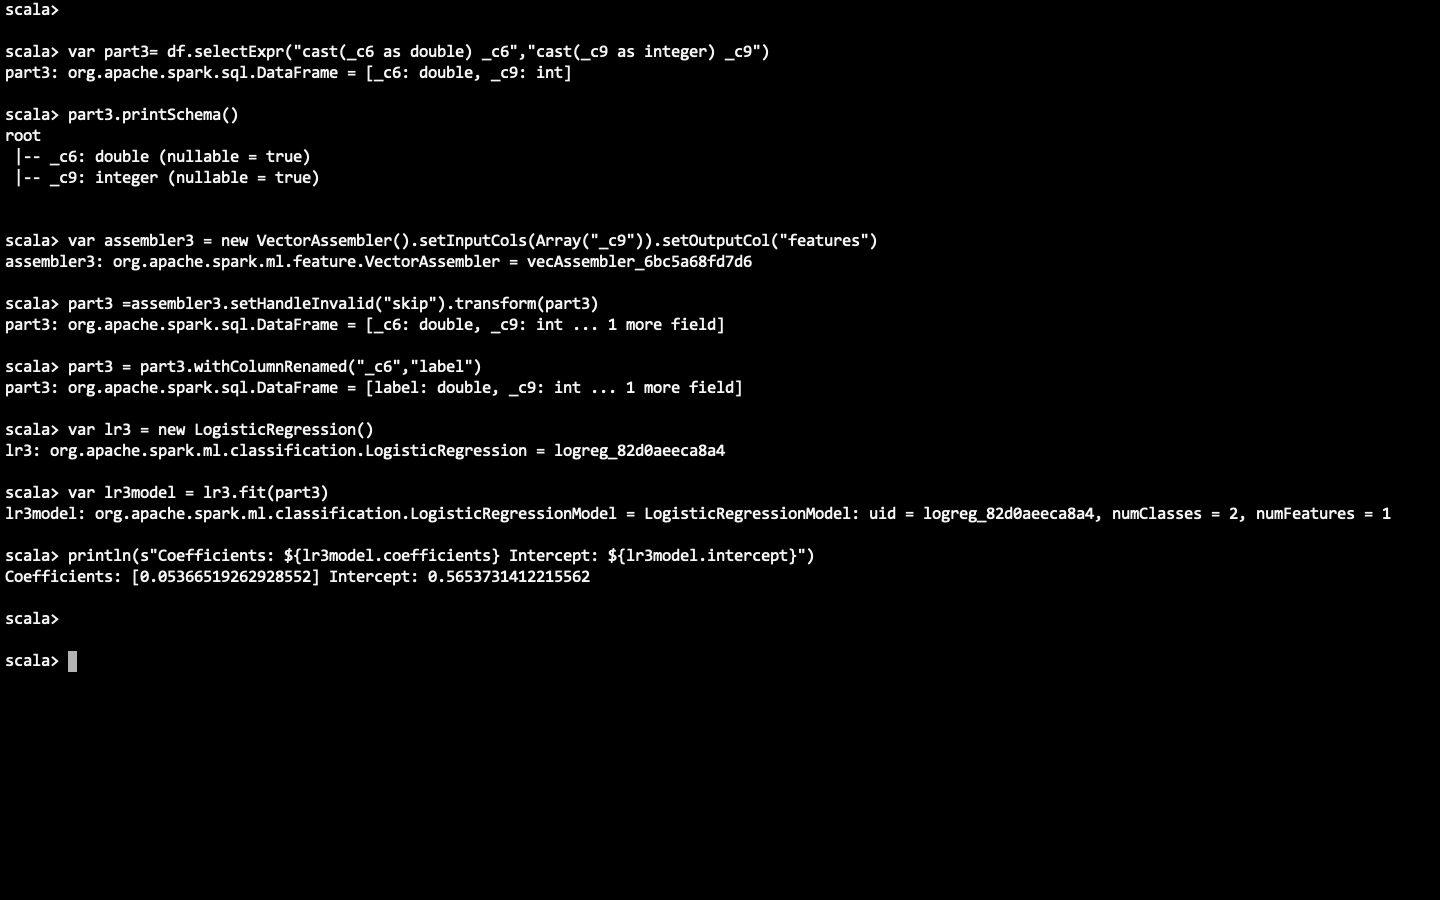 scala>
scala> var part3= df.selectExpr("cast(_c6 as double) _c6","cast(_c9 as integer) _c9")
part3: org.apache.spark.sql.DataFrame = [_c6: double, _c9: int]
scala> part3.printSchema()
root
 |-- _c6: double (nullable = true)
 |-- _c9: integer (nullable = true)
scala> var assembler3 = new VectorAssembler().setInputCols(Array("_c9")).setOutputCol("features")
assembler3: org.apache.spark.ml.feature.VectorAssembler = vecAssembler_6bc5a68fd7d6
scala> part3 =assembler3.setHandleInvalid("skip").transform(part3)
part3: org.apache.spark.sql.DataFrame = [_c6: double, _c9: int ... 1 more field]
scala> part3 = part3.withColumnRenamed("_c6","label")
part3: org.apache.spark.sql.DataFrame = [label: double, _c9: int ... 1 more field]
scala> var lr3 = new LogisticRegression()
lr3: org.apache.spark.ml.classification.LogisticRegression = logreg_82d0aeeca8a4
scala> var lr3model = lr3.fit(part3)
lr3model: org.apache.spark.ml.classification.LogisticRegressionModel = LogisticRegressionModel: uid = logreg_82d0aeeca8a4, numClasses = 2, numFeatures = 1
scala> println(s"Coefficients: ${lr3model.coefficients} Intercept: ${lr3model.intercept}")
Coefficients: [0.05366519262928552] Intercept: 0.5653731412215562
scala>
scala>